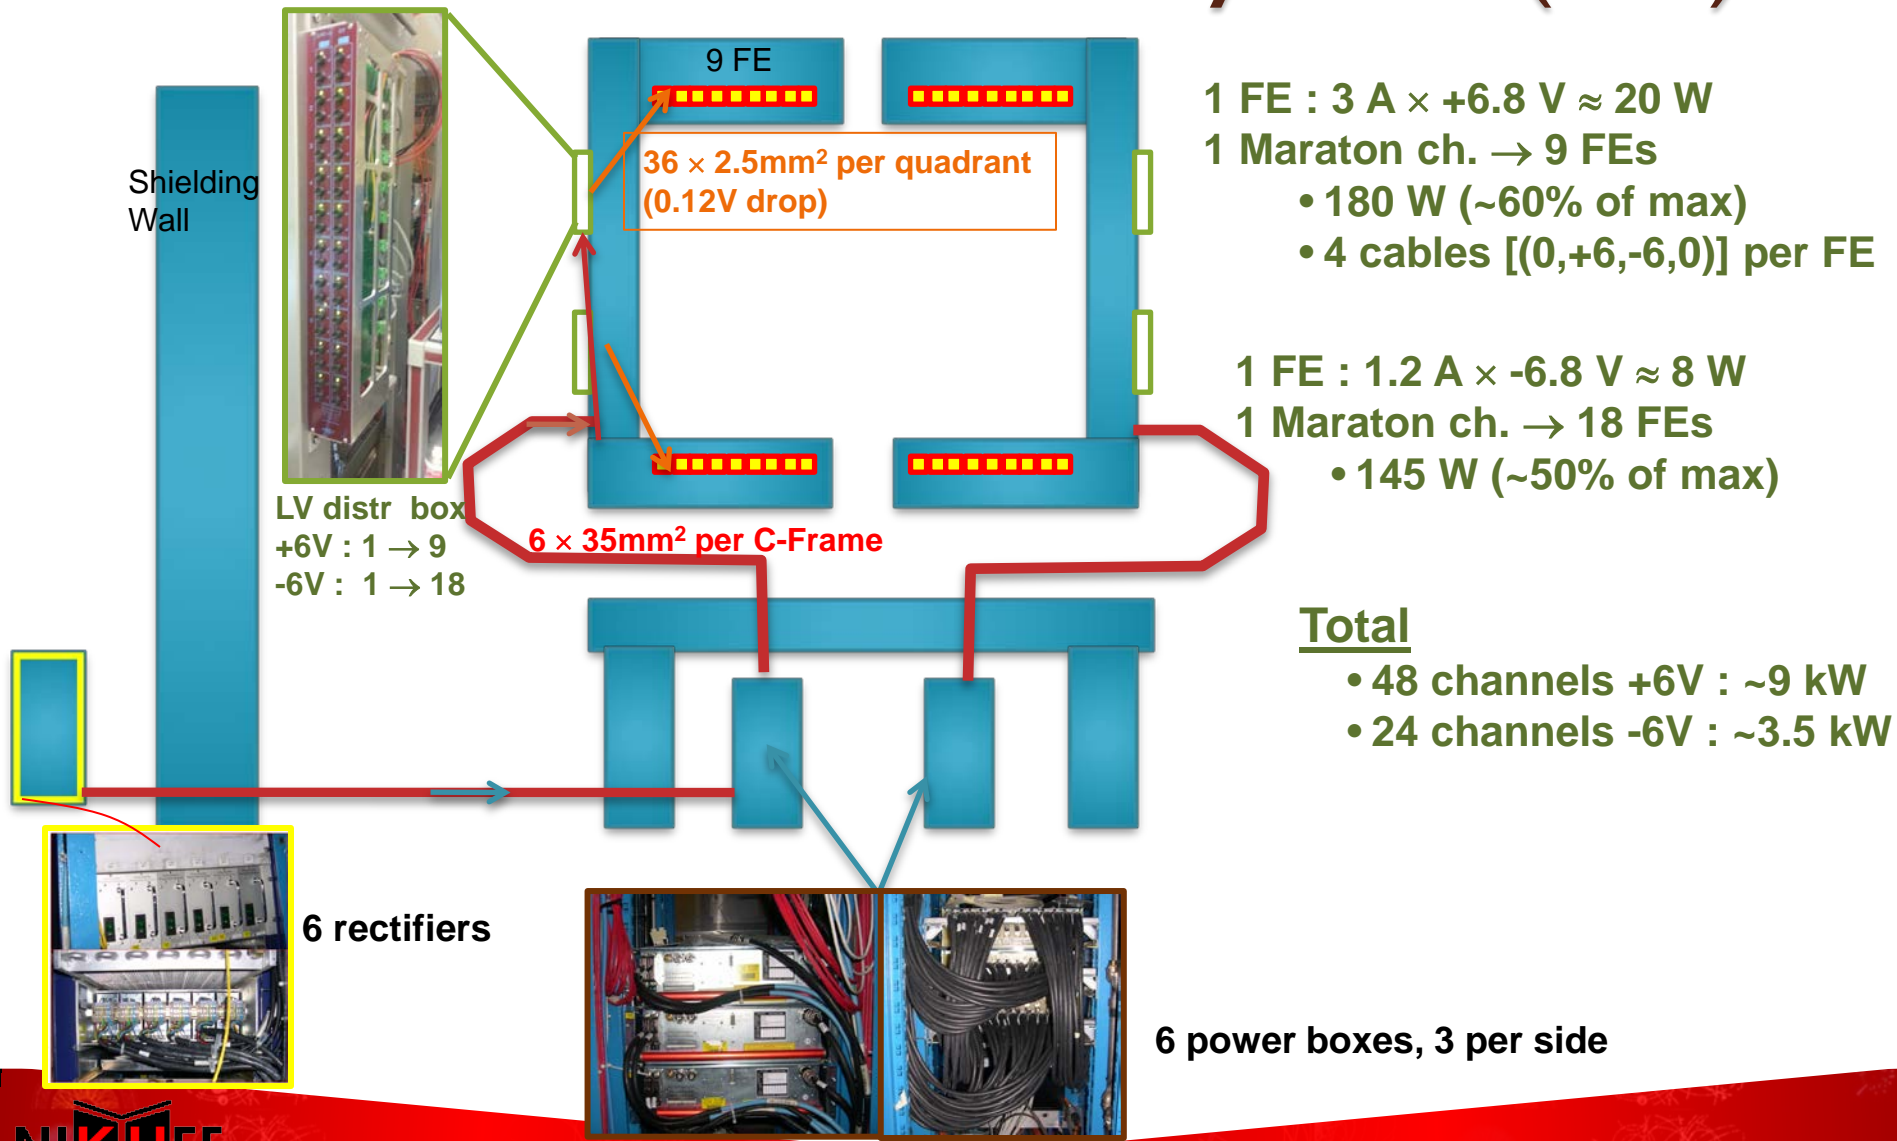 9 FE
Shielding
Wall
36 × 2.5mm² per quadrant
(0.12V drop)
1 FE : 3 A × +6.8 V ≈ 20 W
1 Maraton ch. → 9 FEs
• 180 W (~60% of max)
• 4 cables [(0,+6,-6,0)] per FE
1 FE : 1.2 A × -6.8 V ≈ 8 W
1 Maraton ch. → 18 FEs
• 145 W (~50% of max)
LV distr box
+6V : 1 → 9
-6V : 1 → 18
6 × 35mm² per C-Frame
Total
• 48 channels +6V : ~9 kW
• 24 channels -6V : ~3.5 kW
6 rectifiers
6 power boxes, 3 per side